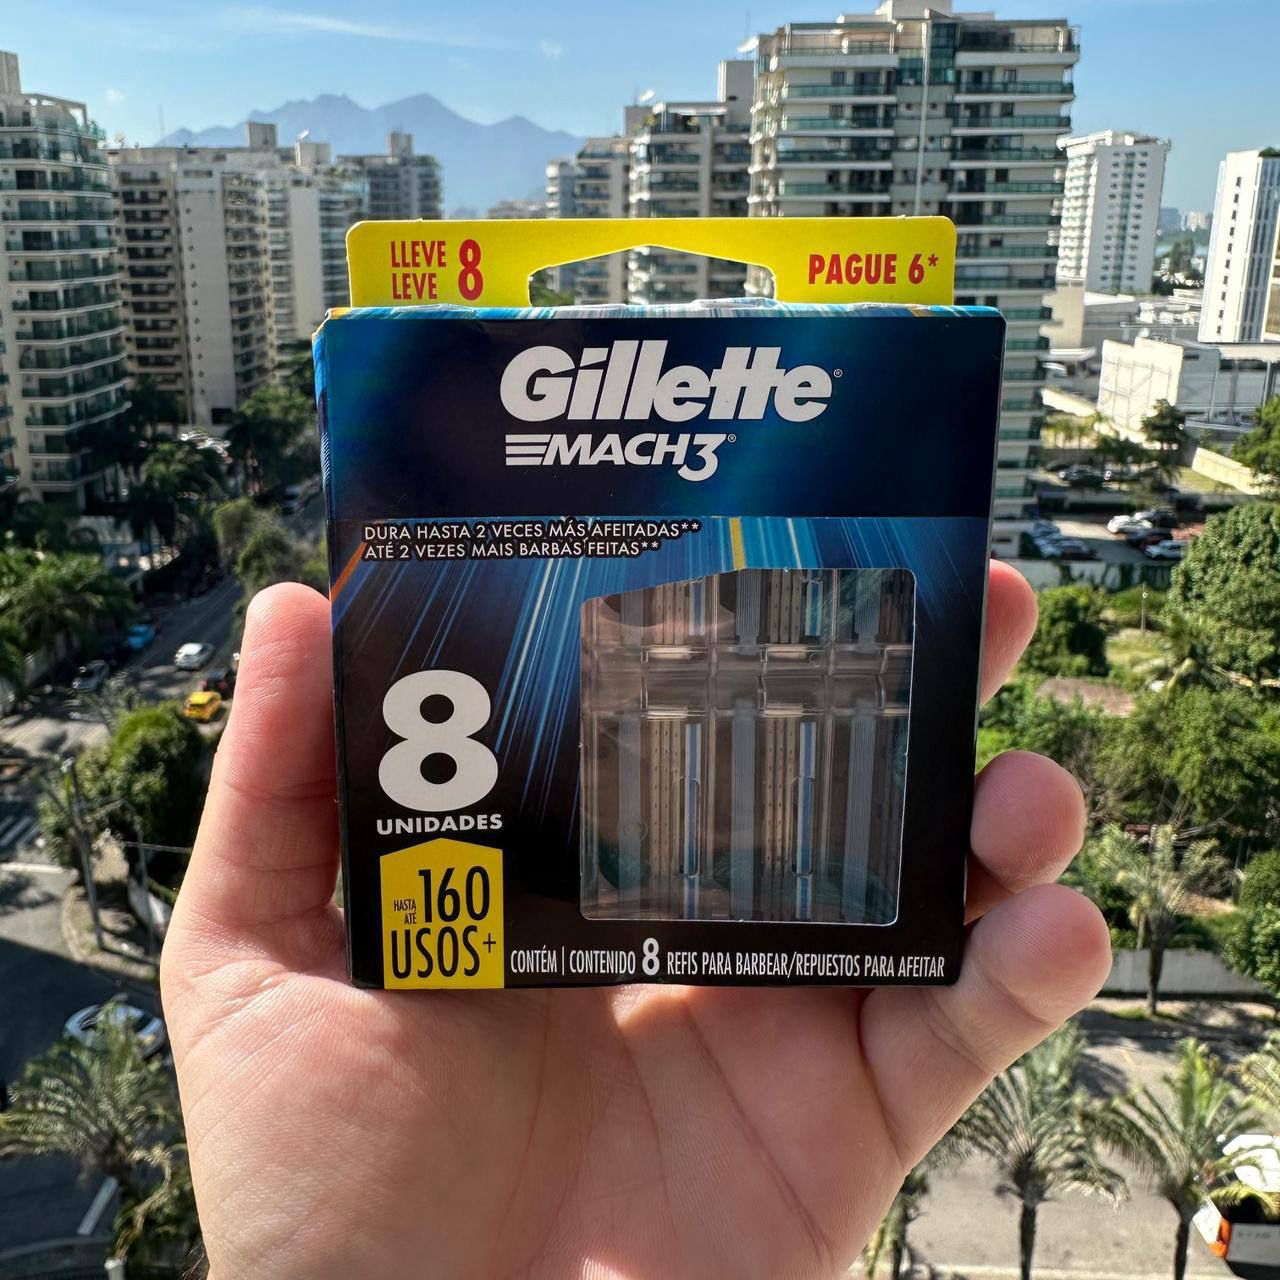 LLEVE
LEVE 8
PAGUE 6*
Gillette®
MACH3®
DURA HASTA 2 VECES MÁS AFEITADAS**
ATÉ 2 VEZES MAIS BARBAS FEITAS**
8
UNIDADES
HASTA
ATÉ 160
USOS+
CONTÉM | CONTENIDO 8 REFIS PARA BARBEAR/REPUESTOS PARA AFEITAR